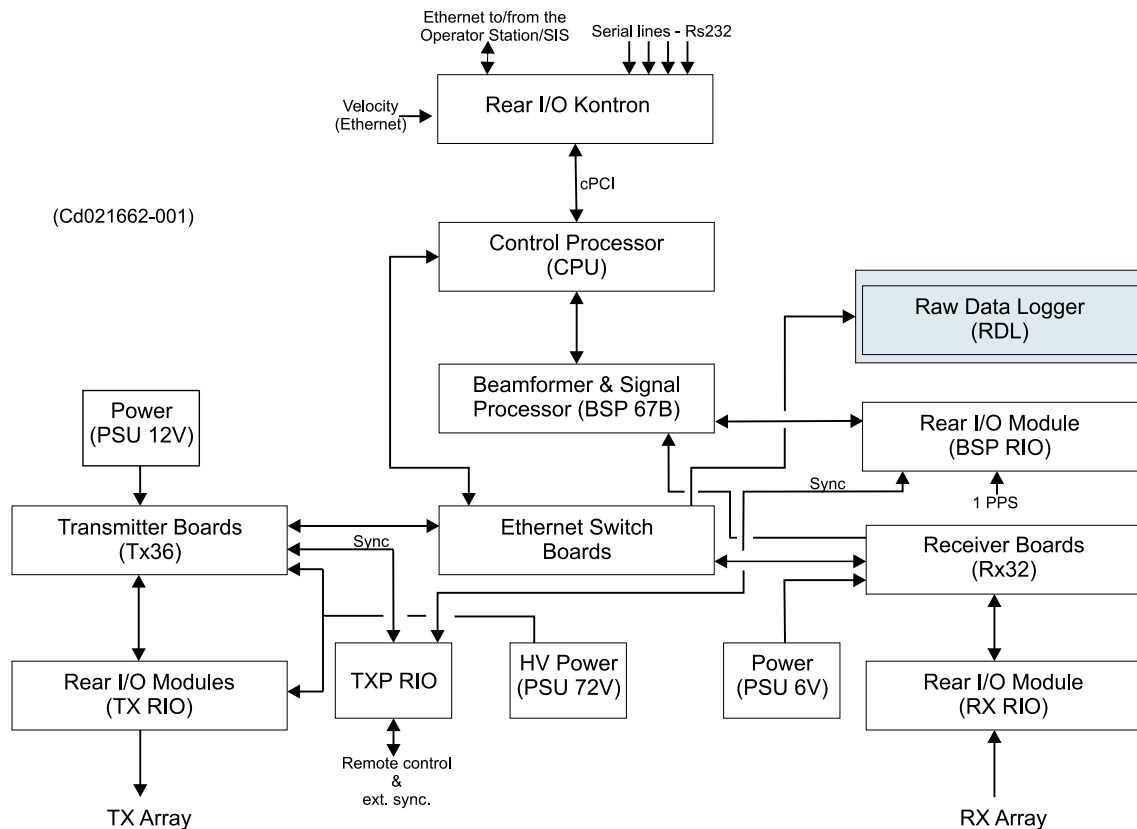 Ethernet to/from the
Operator Station/SIS
Serial lines - Rs232
Rear I/O Kontron
Velocity
(Ethernet)
cPCI
(Cd021662-001)
Control Processor
(CPU)
Raw Data Logger
(RDL)
Beamformer & Signal
Processor (BSP 67B)
Power
(PSU 12V)
Rear I/O Module
(BSP RIO)
Sync
1 PPS
Transmitter Boards
(Tx36)
Sync
Ethernet Switch
Boards
Receiver Boards
(Rx32)
Rear I/O Modules
(TX RIO)
TXP RIO
HV Power
(PSU 72V)
Power
(PSU 6V)
Rear I/O Module
(RX RIO)
Remote control
&
ext. sync.
TX Array
RX Array